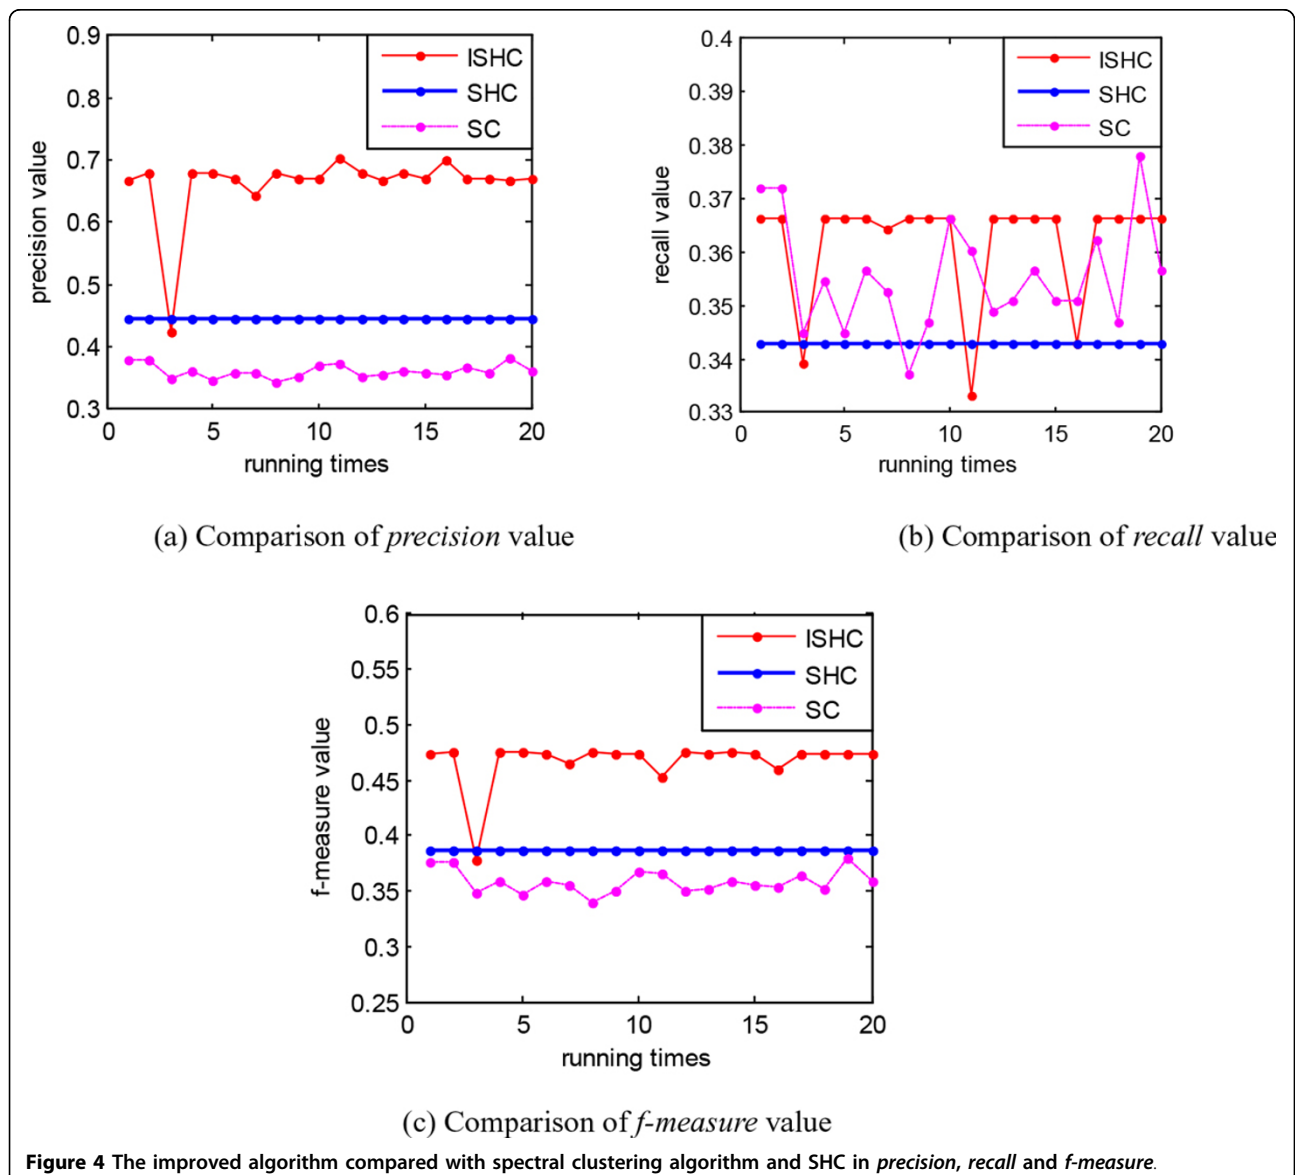 0.9
0.8
0.7
0.6
0.5
0.4
0.3
precision value
ISHC
SHC
SC
0 5 10 15 20
running times
(a) Comparison of precision value
0.4
0.39
0.38
0.37
0.36
0.35
0.34
0.33
recall value
ISHC
SHC
SC
0 5 10 15 20
running times
(b) Comparison of recall value
0.6
0.55
0.5
0.45
0.4
0.35
0.3
0.25
f-measure value
ISHC
SHC
SC
0 5 10 15 20
running times
(c) Comparison of f-measure value
Figure 4 The improved algorithm compared with spectral clustering algorithm and SHC in precision, recall and f-measure.